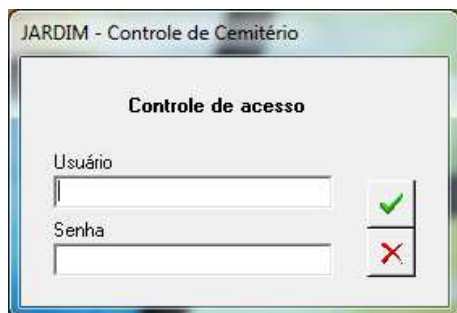 JARDIM - Controle de Cemitério
Controle de acesso
Usuário
Senha